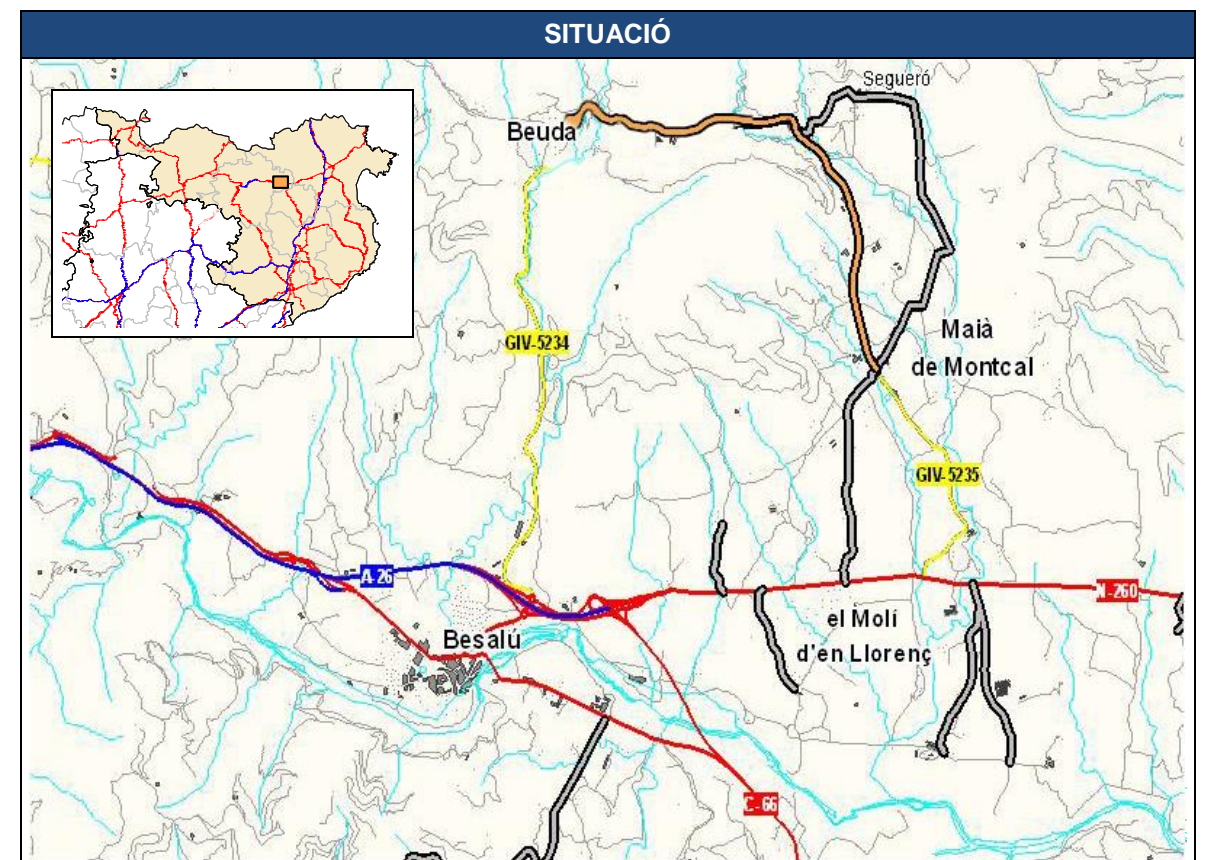 SITUACIÓ
Segueró
Beuda
GIV-5234
Maià
de Montcal
GIV-5235
A-26
N-260
el Molí
d'en Llorenç
Besalú
C-66